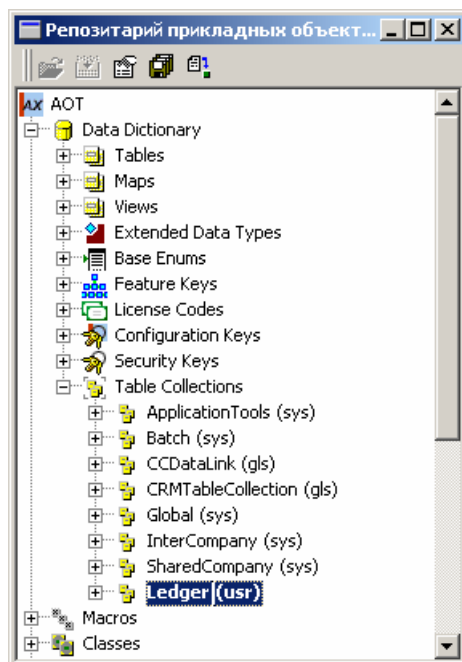 Репозитарий прикладных объект...
AX AOT
Data Dictionary
Tables
Maps
Views
Extended Data Types
Base Enums
Feature Keys
License Codes
Configuration Keys
Security Keys
Table Collections
ApplicationTools (sys)
Batch (sys)
CCDataLink (gls)
CRMTableCollection (gls)
Global (sys)
InterCompany (sys)
SharedCompany (sys)
Ledger (usr)
Macros
Classes